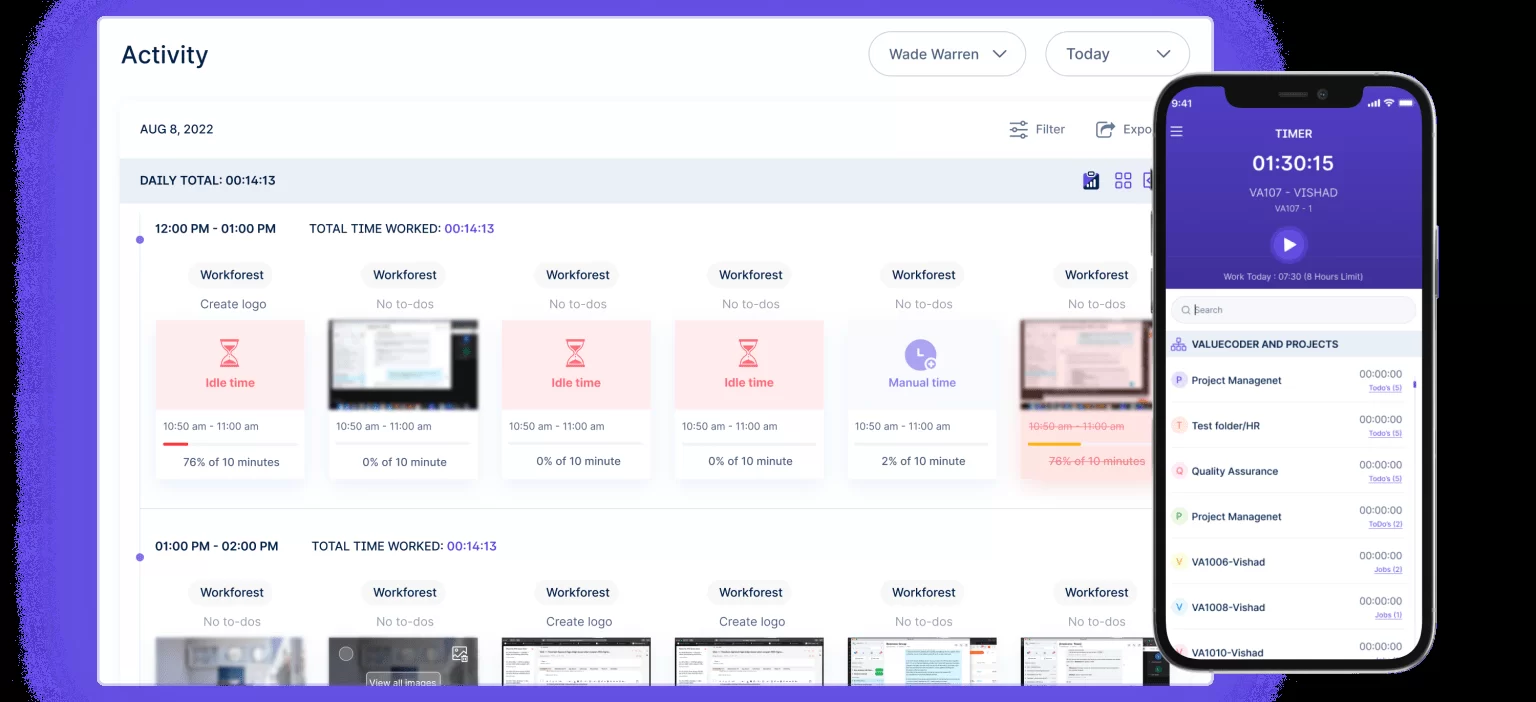 Activity
Wade Warren
Today
AUG 8, 2022
Filter
Expo
DAILY TOTAL: 00:14:13
12:00 PM - 01:00 PM TOTAL TIME WORKED: 00:14:13
Workforest Workforest Workforest Workforest Workforest Workforest
Create logo No to-dos No to-dos No to-dos No to-dos No to-dos
Idle time Idle time Idle time Manual time
10:50 am - 11:00 am 10:50 am - 11:00 am 10:50 am - 11:00 am 10:50 am - 11:00 am 10:50 am - 11:00 am 10:50 am - 11:00 am
76% of 10 minutes 0% of 10 minute 0% of 10 minute 0% of 10 minute 2% of 10 minute 76% of 10 minutes
01:00 PM - 02:00 PM TOTAL TIME WORKED: 00:14:13
Workforest Workforest Workforest Workforest Workforest Workforest
No to-dos No to-dos Create logo Create logo No to-dos No to-dos
View all images
9:41
TIMER
01:30:15
VA107 - VISHAD
VA107 - 1
Work Today : 07:30 (8 Hours Limit)
Search
VALUECODER AND PROJECTS
P Project Managenet 00:00:00
Todo's (5)
T Test folder/HR 00:00:00
Todo's (5)
Q Quality Assurance 00:00:00
Todo's (5)
P Project Managenet 00:00:00
ToDo's (2)
V VA1006-Vishad 00:00:00
Jobs (2)
V VA1008-Vishad 00:00:00
Jobs (1)
V VA1010-Vishad 00:00:00